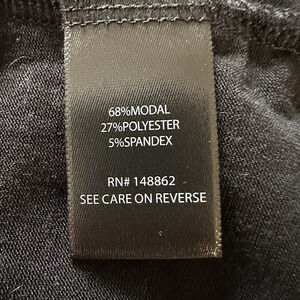 68%MODAL
27%POLYESTER
5%SPANDEX
RN# 148862
SEE CARE ON REVERSE